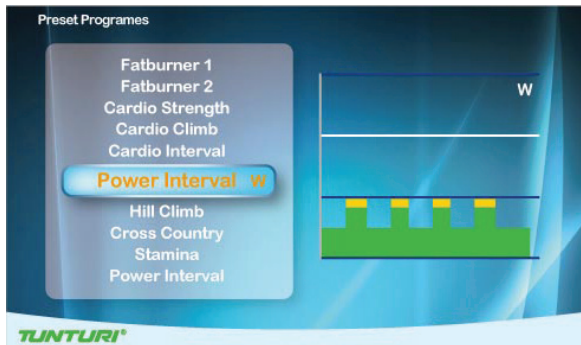 Preset Programes
Fatburner 1
Fatburner 2
Cardio Strength
Cardio Climb
Cardio Interval
Power Interval W
Hill Climb
Cross Country
Stamina
Power Interval
W
TUNTURI®